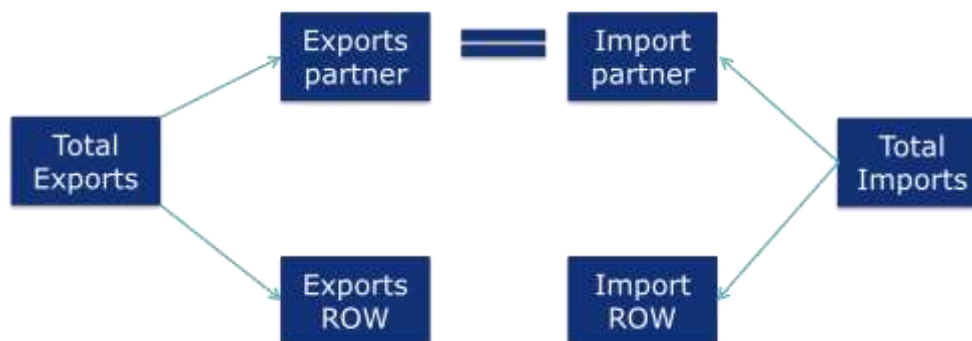 Exports
partner
Import
partner
Total
Exports
Total
Imports
Exports
ROW
Import
ROW